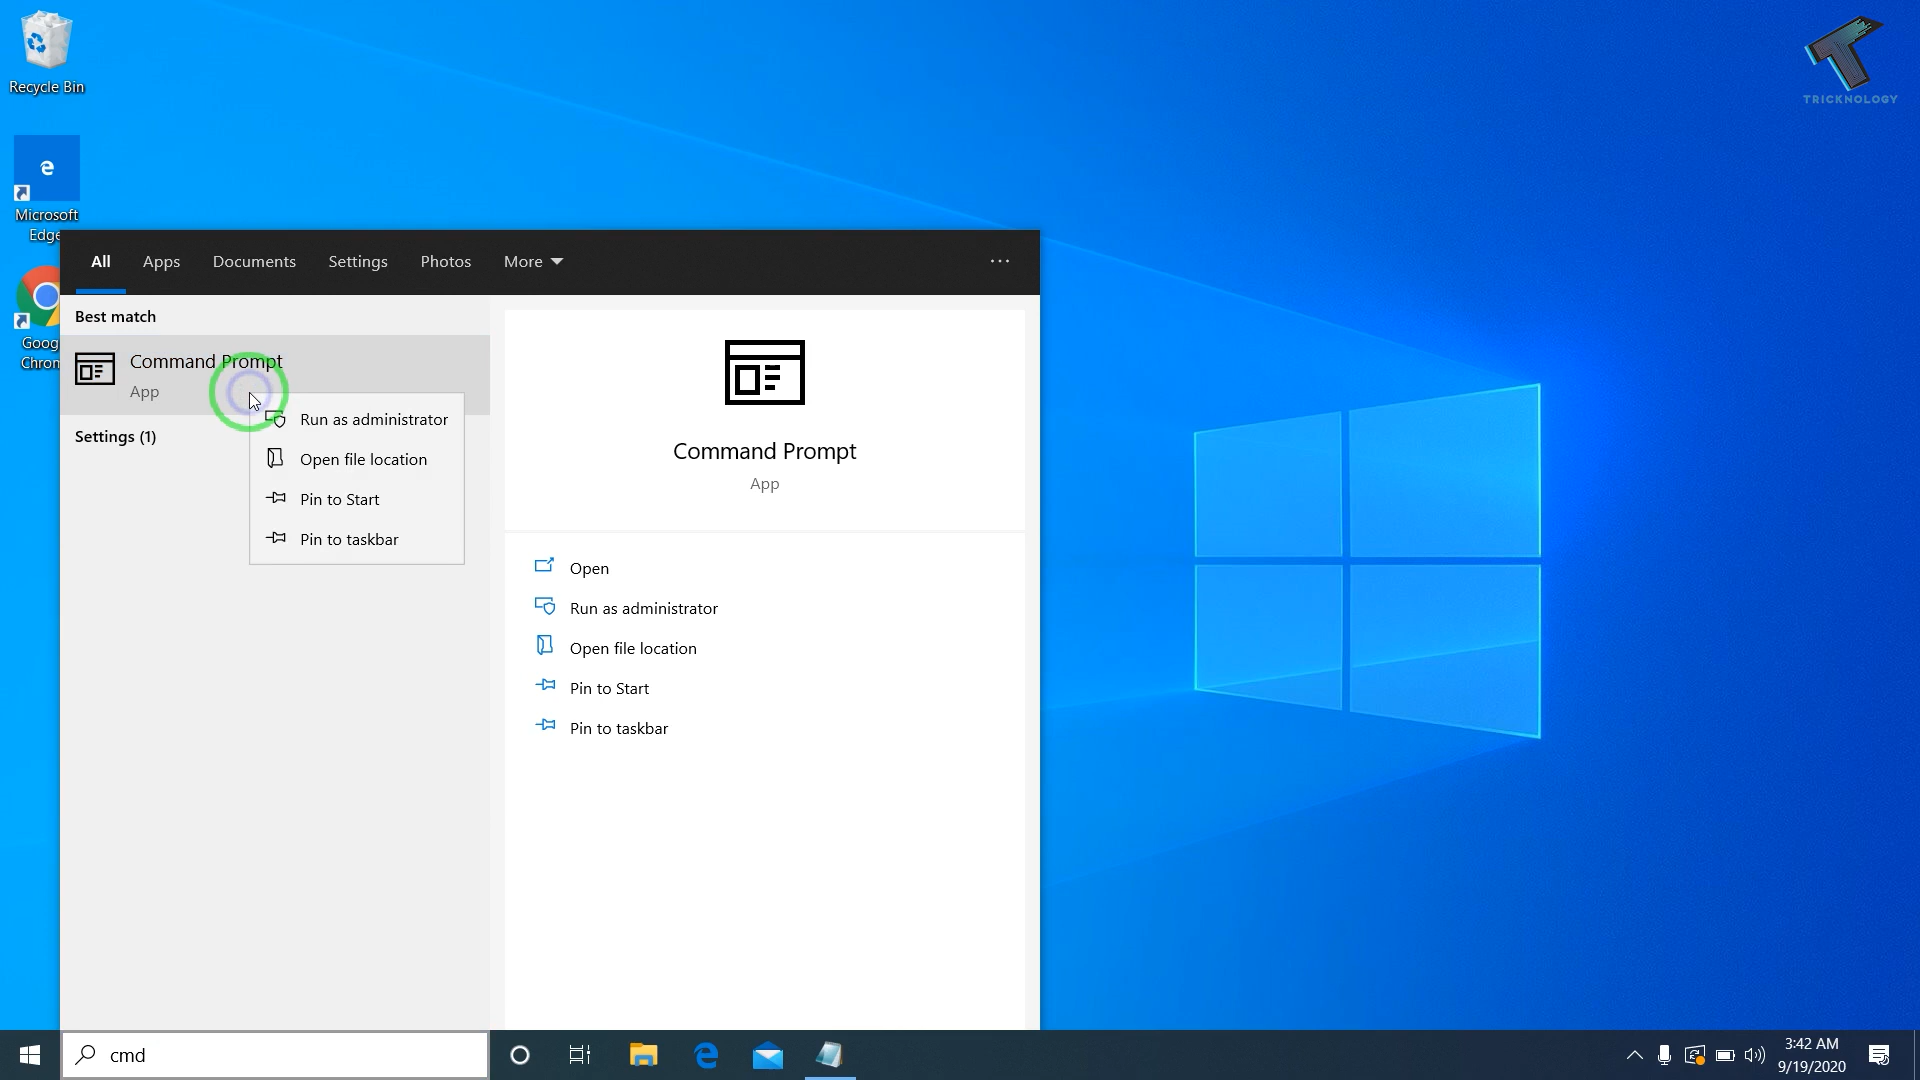 Recycle Bin
TRICKNOLOGY
Microsoft
Edge
Goog
Chrom
All
Apps
Documents
Settings
Photos
More
Best match
Command Prompt
App
Settings (1)
Run as administrator
Open file location
Pin to Start
Pin to taskbar
Command Prompt
App
Open
Run as administrator
Open file location
Pin to Start
Pin to taskbar
cmd
3:42 AM
9/19/2020